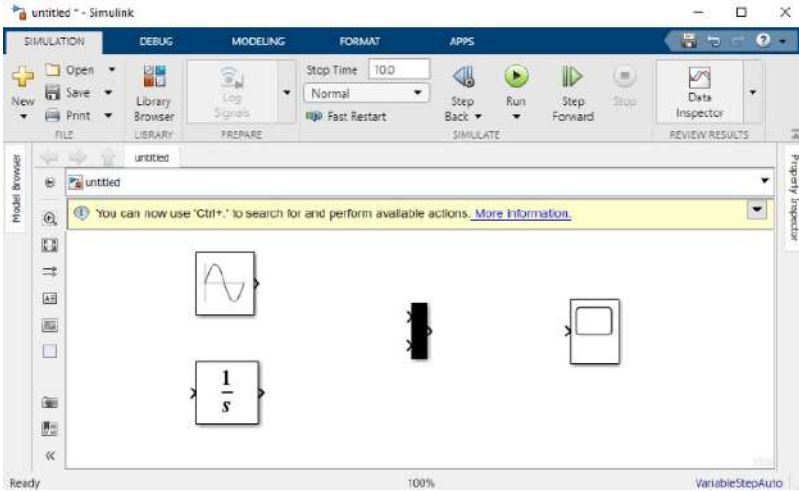 untitled * - Simulink
SIMULATION DEBUG MODELING FORMAT APPS
New
Open
Save
Print
FILE
Library Browser
LIBRARY
Log Signals
PREPARE
Stop Time 10.0
Normal
Fast Restart
Step Back
Run
Step Forward
Stop
SIMULATE
Data Inspector
REVIEW RESULTS
Model Browser
untitled
untitled
You can now use 'Ctrl+.' to search for and perform available actions. More information.
Property Inspector
1
s
Ready 100% VariableStepAuto